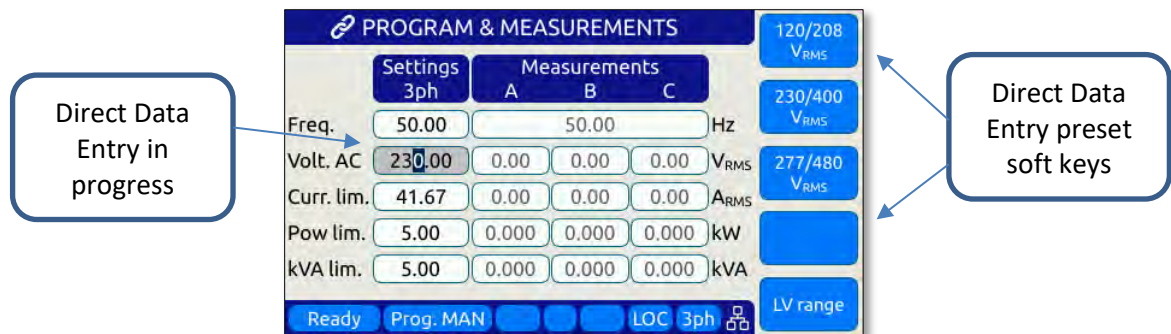 PROGRAM & MEASUREMENTS
Settings
3ph
Measurements
A B C
Freq. 50.00 50.00 Hz
Volt. AC 230.00 0.00 0.00 0.00 VRMS
Curr. lim. 41.67 0.00 0.00 0.00 ARMS
Pow lim. 5.00 0.000 0.000 0.000 kW
kVA lim. 5.00 0.000 0.000 0.000 kVA
Ready Prog. MAN LOC 3ph
120/208
VRMS
230/400
VRMS
277/480
VRMS
LV range
Direct Data
Entry in
progress
Direct Data
Entry preset
soft keys